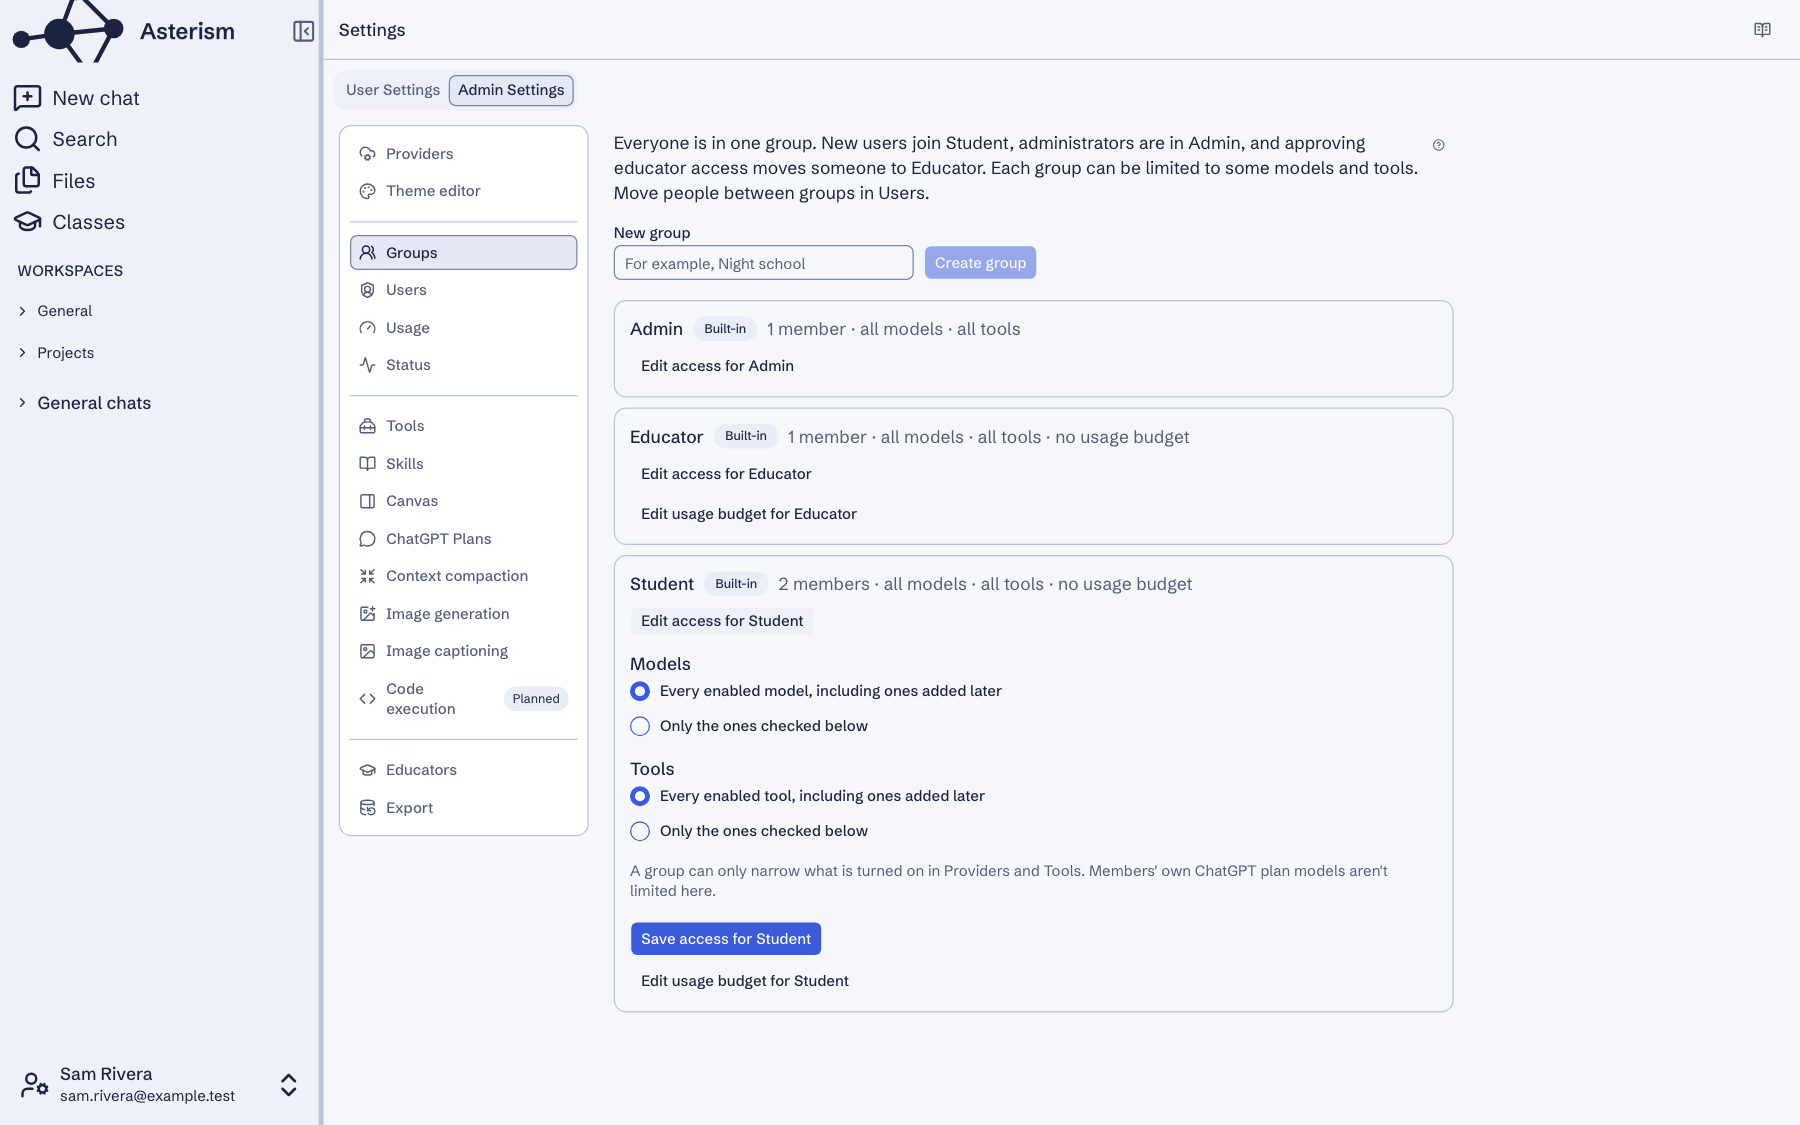 Asterism
New chat
Search
Files
Classes
WORKSPACES
General
Projects
General chats
Sam Rivera
sam.rivera@example.test
Settings
User Settings
Admin Settings
Providers
Theme editor
Groups
Users
Usage
Status
Tools
Skills
Canvas
ChatGPT Plans
Context compaction
Image generation
Image captioning
Code
execution
Planned
Educators
Export
Everyone is in one group. New users join Student, administrators are in Admin, and approving
educator access moves someone to Educator. Each group can be limited to some models and tools.
Move people between groups in Users.
New group
For example, Night school
Create group
Admin Built-in 1 member · all models · all tools
Edit access for Admin
Educator Built-in 1 member · all models · all tools · no usage budget
Edit access for Educator
Edit usage budget for Educator
Student Built-in 2 members · all models · all tools · no usage budget
Edit access for Student
Models
Every enabled model, including ones added later
Only the ones checked below
Tools
Every enabled tool, including ones added later
Only the ones checked below
A group can only narrow what is turned on in Providers and Tools. Members' own ChatGPT plan models aren't
limited here.
Save access for Student
Edit usage budget for Student